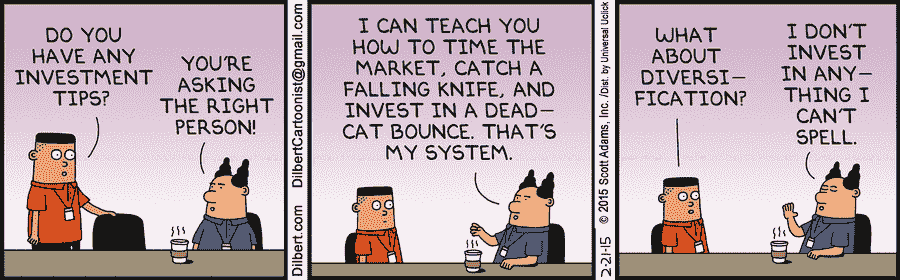 DO YOU
HAVE ANY
INVESTMENT
TIPS?
YOU'RE
ASKING
THE RIGHT
PERSON!
Dilbert.com DilbertCartoonist@gmail.com
I CAN TEACH YOU
HOW TO TIME THE
MARKET, CATCH A
FALLING KNIFE, AND
INVEST IN A DEAD—
CAT BOUNCE. THAT'S
MY SYSTEM.
2-21-15 © 2015 Scott Adams, Inc. /Dist. by Universal Uclick
WHAT
ABOUT
DIVERSI—
FICATION?
I DON'T
INVEST
IN ANY—
THING I
CAN'T
SPELL.